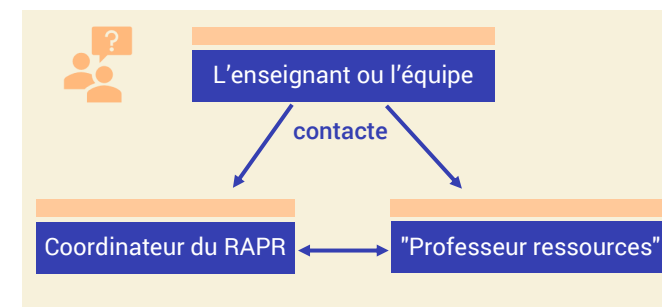 ?
L'enseignant ou l'équipe
contacte
Coordinateur du RAPR
"Professeur ressources"